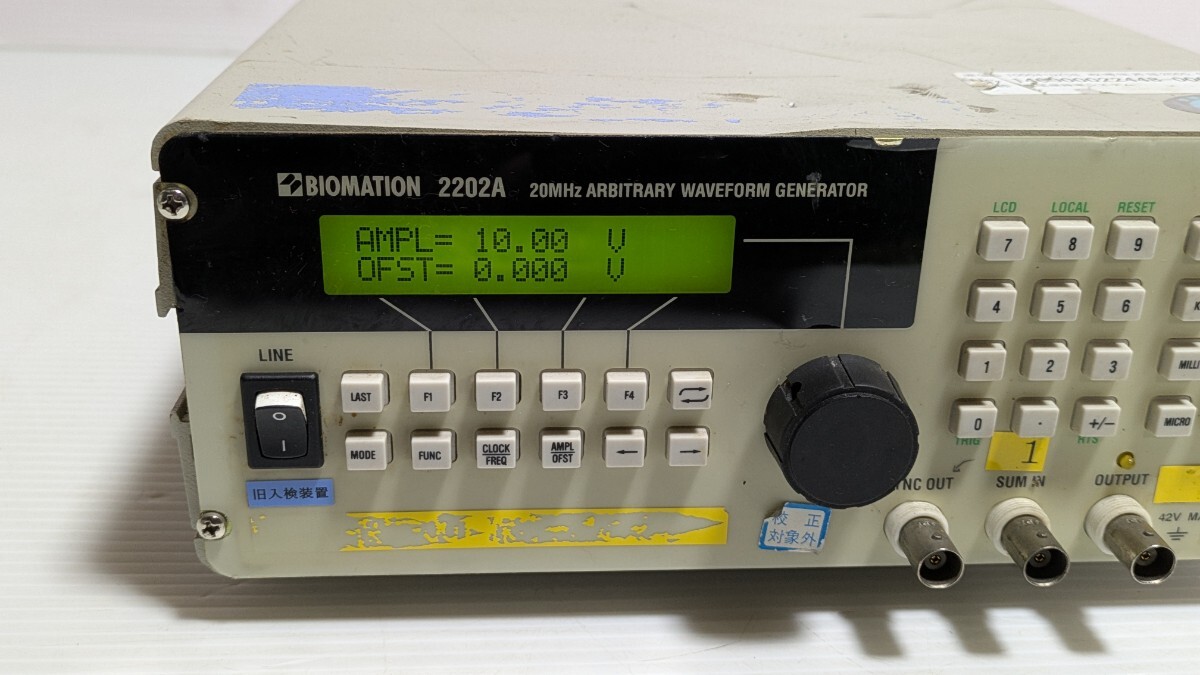 BIOMATION 2202A 20MHz ARBITRARY WAVEFORM GENERATOR
AMPL= 10.00 V
OFST= 0.000 V
LINE
LAST F1 F2 F3 F4
MODE FUNC CLOCK FREQ AMPL OFST ← →
旧入検装置
校正
対象外
LCD LOCAL RESET
7 8 9
4 5 6
1 2 3 MILLI
0 . +/- MICRO
TRIG
1
SUM IN OUTPUT
42V